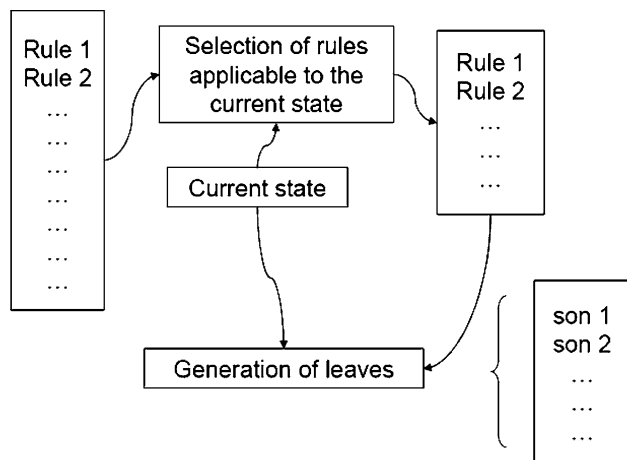 Rule 1
Rule 2
...
...
...
...
...
...
...
Selection of rules
applicable to the
current state
Current state
Rule 1
Rule 2
...
...
...
Generation of leaves
son 1
son 2
...
...
...